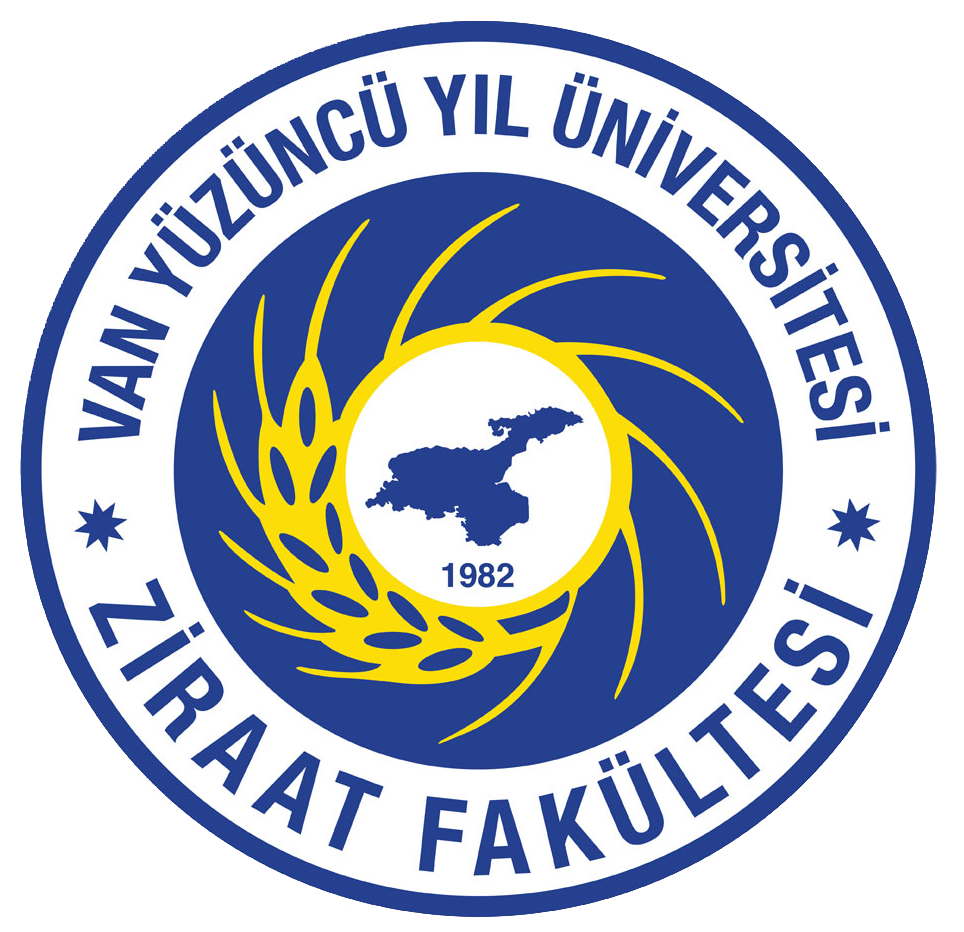 VAN YÜZÜNCÜ YIL ÜNİVERSİTESİ
1982
ZİRAAT FAKÜLTESİ